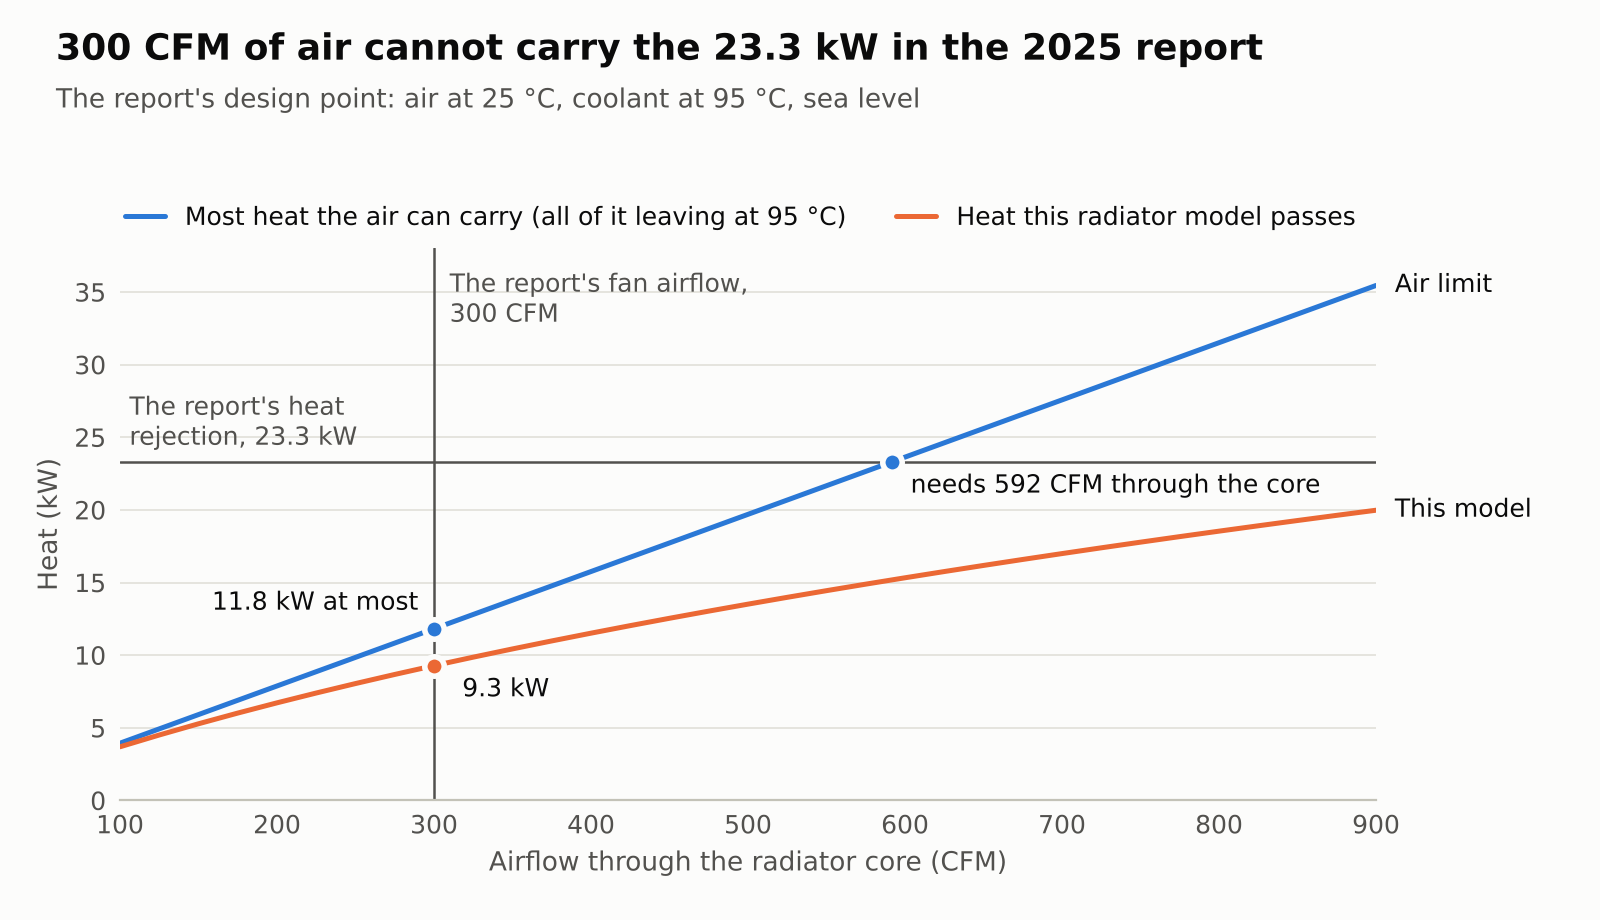 300 CFM of air cannot carry the 23.3 kW in the 2025 report
The report's design point: air at 25 °C, coolant at 95 °C, sea level
Most heat the air can carry (all of it leaving at 95 °C)
Heat this radiator model passes
The report's fan airflow,
300 CFM
Air limit
The report's heat
rejection, 23.3 kW
needs 592 CFM through the core
This model
11.8 kW at most
9.3 kW
Heat (kW)
35
30
25
20
15
10
5
0
100 200 300 400 500 600 700 800 900
Airflow through the radiator core (CFM)